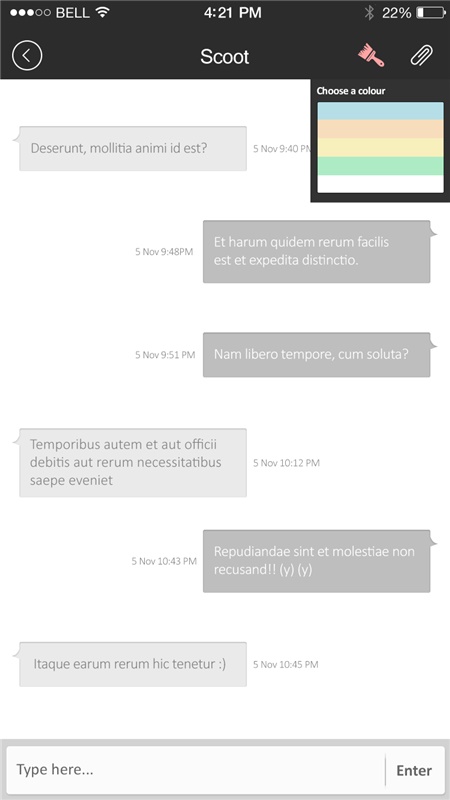 BELL 4:21 PM 22%
Scoot
Choose a colour
Deserunt, mollitia animi id est?
5 Nov 9:40 PM
Et harum quidem rerum facilis
est et expedita distinctio.
5 Nov 9:48PM
Nam libero tempore, cum soluta?
5 Nov 9:51 PM
Temporibus autem et aut officii
debitis aut rerum necessitatibus
saepe eveniet
5 Nov 10:12 PM
Repudiandae sint et molestiae non
recusand!! (y) (y)
5 Nov 10:43 PM
Itaque earum rerum hic tenetur :)
5 Nov 10:45 PM
Type here... Enter